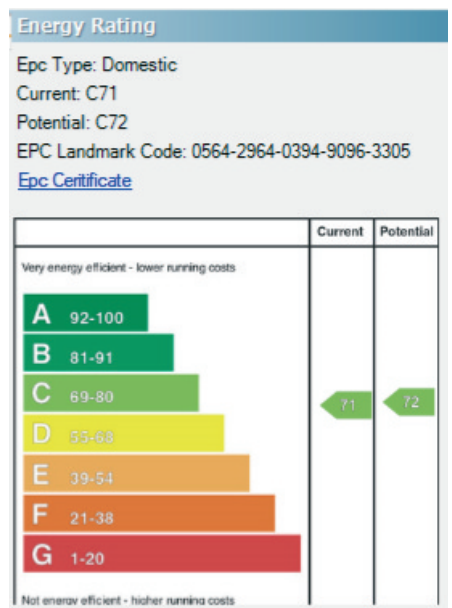 Energy Rating
Epc Type: Domestic
Current: C71
Potential: C72
EPC Landmark Code: 0564-2964-0394-9096-3305
Epc Ceritificate
Current Potential
Very energy efficient - lower running costs
A 92-100
B 81-91
C 69-80
71 72
D 55-68
E 39-54
F 21-38
G 1-20
Not energy efficient - higher running costs